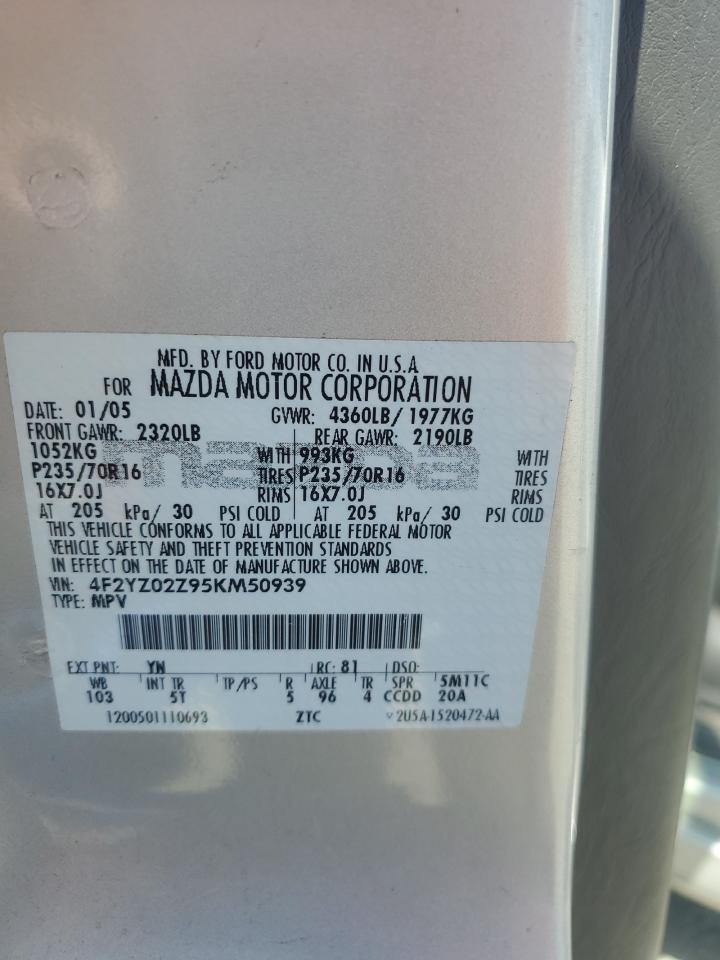 MFD. BY FORD MOTOR CO. IN U.S.A
FOR MAZDA MOTOR CORPORATION
DATE: 01/05 GVWR: 4360LB/ 1977KG
FRONT GAWR: 2320LB REAR GAWR: 2190LB
1052KG WITH 993KG WITH
P235/70R16 TIRES P235/70R16 TIRES
16X7.0J RIMS 16X7.0J RIMS
AT 205 kPa/ 30 PSI COLD AT 205 kPa/ 30 PSI COLD
THIS VEHICLE CONFORMS TO ALL APPLICABLE FEDERAL MOTOR
VEHICLE SAFETY AND THEFT PREVENTION STANDARDS
IN EFFECT ON THE DATE OF MANUFACTURE SHOWN ABOVE.
VIN: 4F2YZ02Z95KM50939
TYPE: MPV
EXT PNT: YN RC: 81 DSO:
WB INT TR TP/PS R AXLE TR SPR 5M11C
103 5T 5 96 4 CCDD 20A
1200501110693 ZTC V2U5A-1520472-AA
mazda